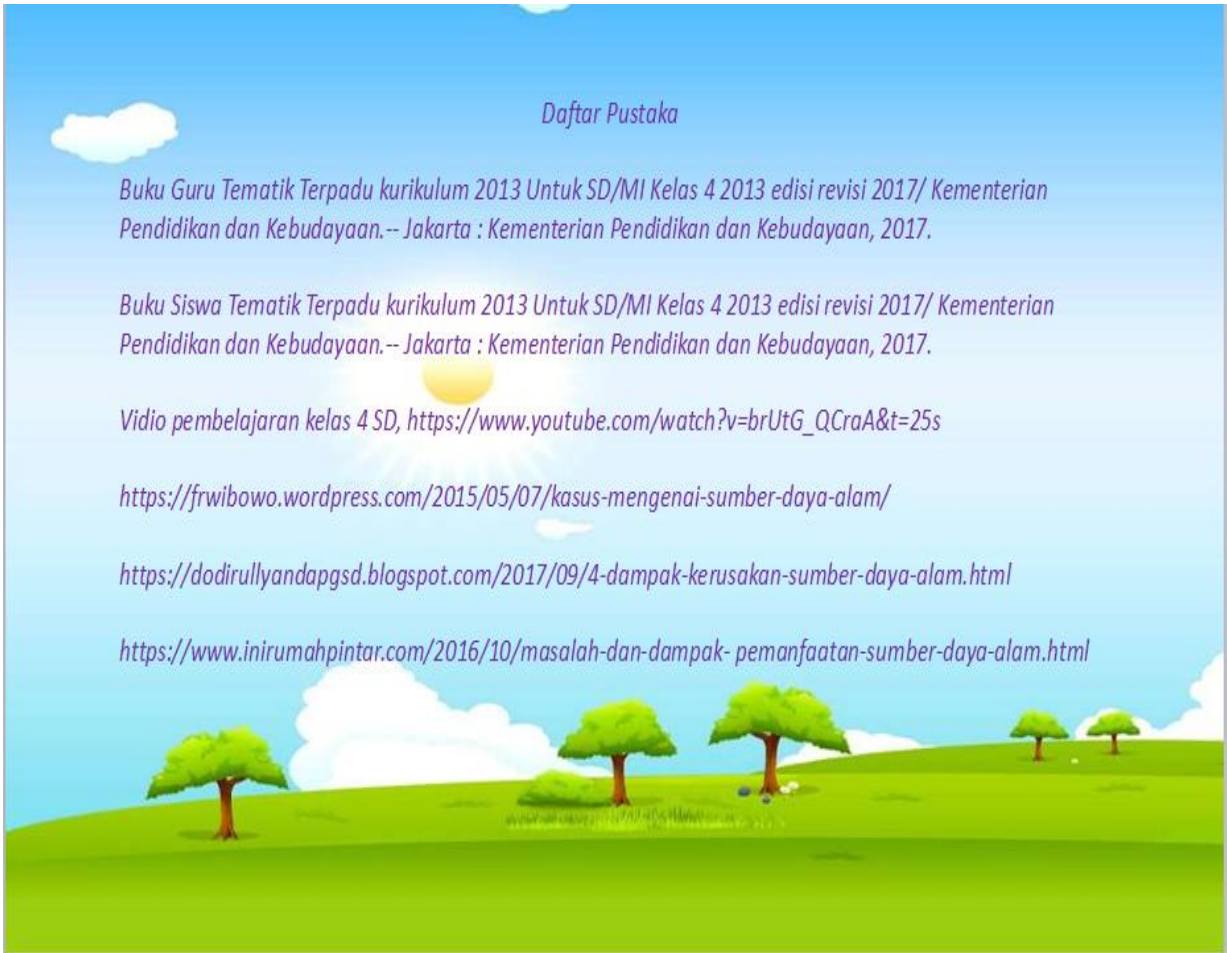 Daftar Pustaka
Buku Guru Tematik Terpadu kurikulum 2013 Untuk SD/MI Kelas 4 2013 edisi revisi 2017/ Kementerian
Pendidikan dan Kebudayaan.-- Jakarta : Kementerian Pendidikan dan Kebudayaan, 2017.
Buku Siswa Tematik Terpadu kurikulum 2013 Untuk SD/MI Kelas 4 2013 edisi revisi 2017/ Kementerian
Pendidikan dan Kebudayaan.-- Jakarta : Kementerian Pendidikan dan Kebudayaan, 2017.
Vidio pembelajaran kelas 4 SD, https://www.youtube.com/watch?v=brUtG_QCraA&t=25s
https://frwibowo.wordpress.com/2015/05/07/kasus-mengenai-sumber-daya-alam/
https://dodirullyandapgsd.blogspot.com/2017/09/4-dampak-kerusakan-sumber-daya-alam.html
https://www.inirumahpintar.com/2016/10/masalah-dan-dampak- pemanfaatan-sumber-daya-alam.html